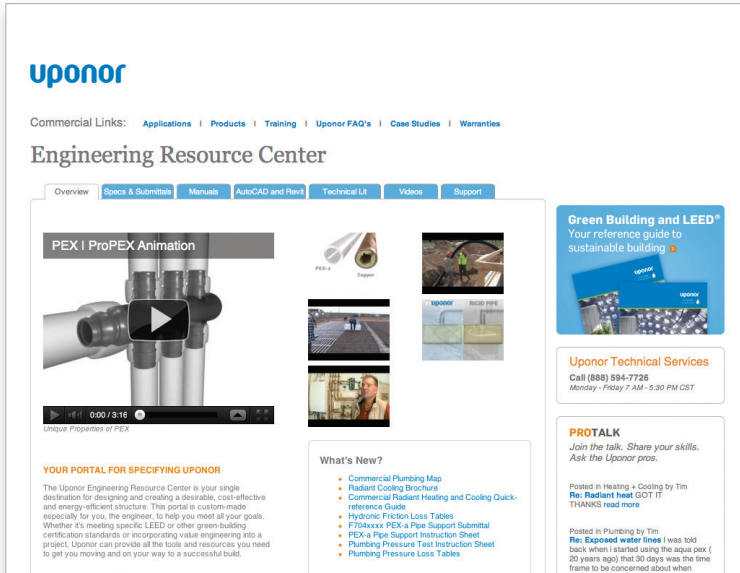 uponor
Commercial Links: Applications | Products | Training | Uponor FAQ's | Case Studies | Warranties
Engineering Resource Center
Overview Specs & Submittals Manuals AutoCAD and Revit Technical Lit Videos Support
PEX | ProPEX Animation
0:00 / 3:16
Unique Properties of PEX
PEX-a
Copper
uponor RIGID PIPE
YOUR PORTAL FOR SPECIFYING UPONOR
The Uponor Engineering Resource Center is your single
destination for designing and creating a desirable, cost-effective
and energy-efficient structure. This portal is custom-made
especially for you, the engineer, to help you meet all your goals.
Whether it's meeting specific LEED or other green-building
certification standards or incorporating value engineering into a
project, Uponor can provide all the tools and resources you need
to get you moving and on your way to a successful build.
What's New?
Commercial Plumbing Map
Radiant Cooling Brochure
Commercial Radiant Heating and Cooling Quick-
reference Guide
Hydronic Friction Loss Tables
F704xxxx PEX-a Pipe Support Submittal
PEX-a Pipe Support Instruction Sheet
Plumbing Pressure Test Instruction Sheet
Plumbing Pressure Loss Tables
Green Building and LEED®
Your reference guide to
sustainable building
uponor
uponor
Uponor Technical Services
Call (888) 594-7726
Monday - Friday 7 AM - 5:30 PM CST
PROTALK
Join the talk. Share your skills.
Ask the Uponor pros.
Posted in Heating + Cooling by Tim
Re: Radiant heat GOT IT
THANKS read more
Posted in Plumbing by Tim
Re: Exposed water lines I was told
back when i started using the aqua pex (
20 years ago) that 30 days was the time
frame to be concerned about when